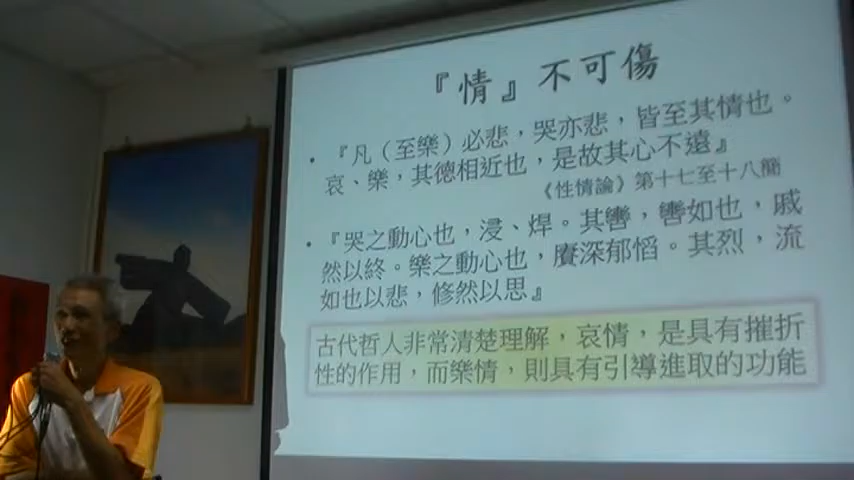 『情』不可傷
• 『凡（至樂）必悲，哭亦悲，皆至其情也。
哀、樂，其德相近也，是故其心不遠』
《性情論》第十七至十八簡
• 『哭之動心也，浸、焊。其轡，轡如也，戚
然以終。樂之動心也，賡深郁慆。其烈，流
如也以悲，修然以思』
古代哲人非常清楚理解，哀情，是具有摧折
性的作用，而樂情，則具有引導進取的功能